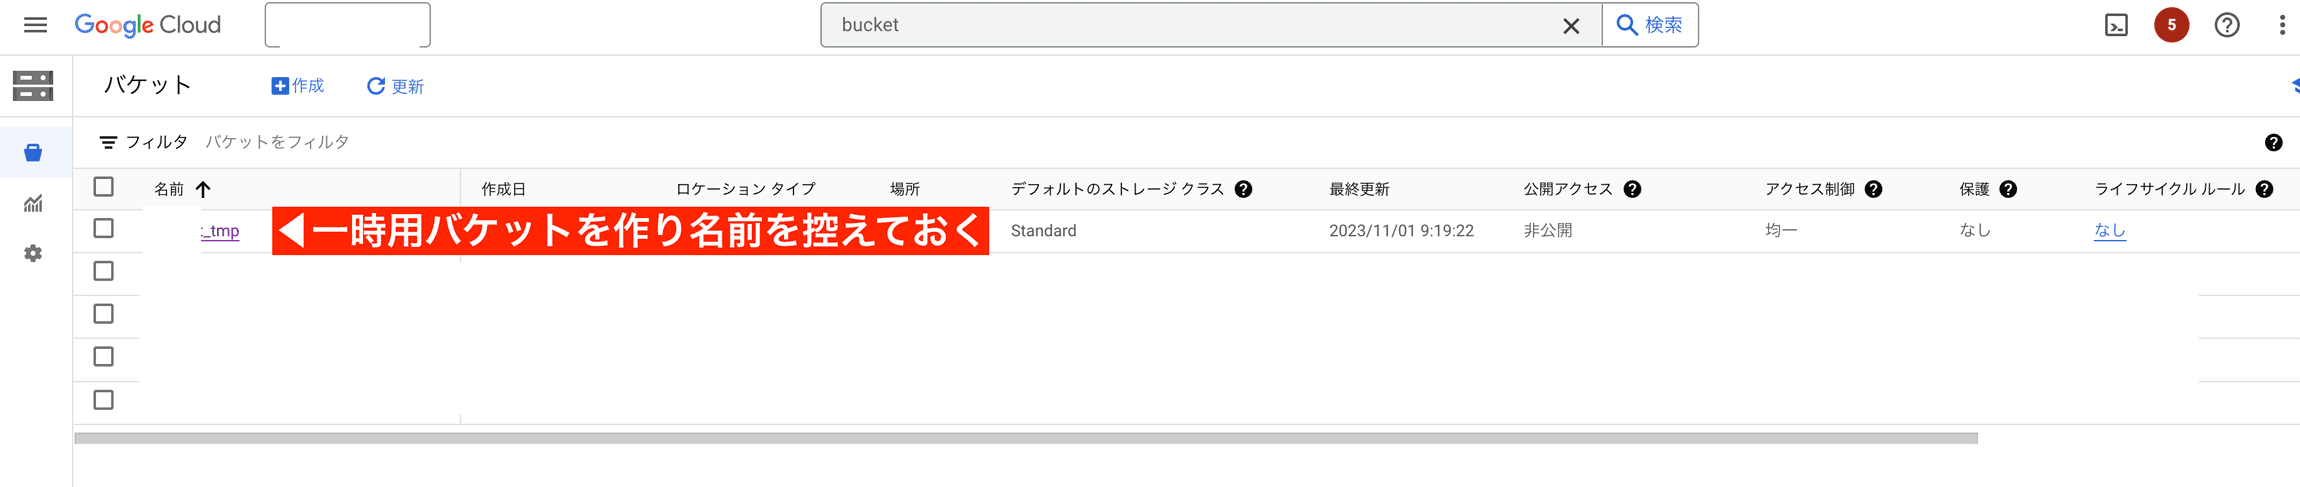 Google Cloud
bucket
検索
5
バケット
作成
更新
フィルタ バケットをフィルタ
名前 作成日 ロケーション タイプ 場所 デフォルトのストレージ クラス 最終更新 公開アクセス アクセス制御 保護 ライフサイクル ルール
_tmp ◀一時用バケットを作り名前を控えておく Standard 2023/11/01 9:19:22 非公開 均一 なし なし